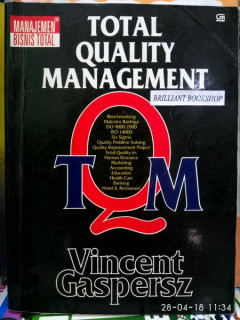 MANAJEMEN
BISNIS TOTAL
GM
TOTAL
QUALITY
MANAGEMENT
BRILLIANT BOOKSHOP
Benchmarking
Malcolm Baldrige
ISO 9000:2000
ISO 14000
Six Sigma
Quality Problem Solving
Quality Improvement Project
Total Quality in:
Human Resource
Marketing
Accounting
Education
Health Care
Banking
Hotel & Restaurant
TQM
Vincent
Gaspersz
28-04-18 11:34